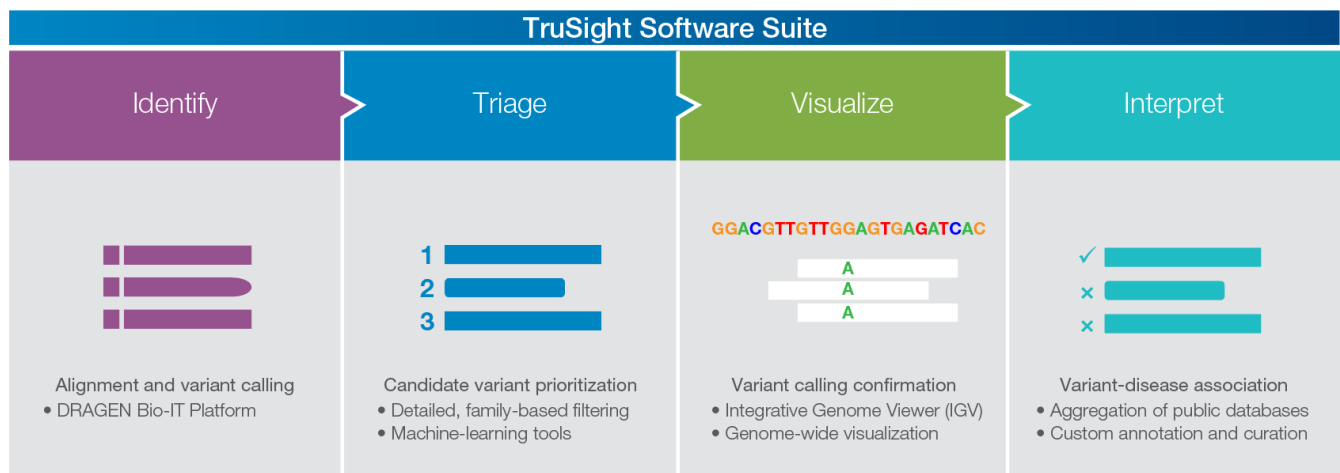 TruSight Software Suite
Identify
Triage
Visualize
Interpret
GGACGTTGTTGGAGTGAGATCAC
1
2
3
A
A
A
✓
×
×
Alignment and variant calling
• DRAGEN Bio-IT Platform
Candidate variant prioritization
• Detailed, family-based filtering
• Machine-learning tools
Variant calling confirmation
• Integrative Genome Viewer (IGV)
• Genome-wide visualization
Variant-disease association
• Aggregation of public databases
• Custom annotation and curation